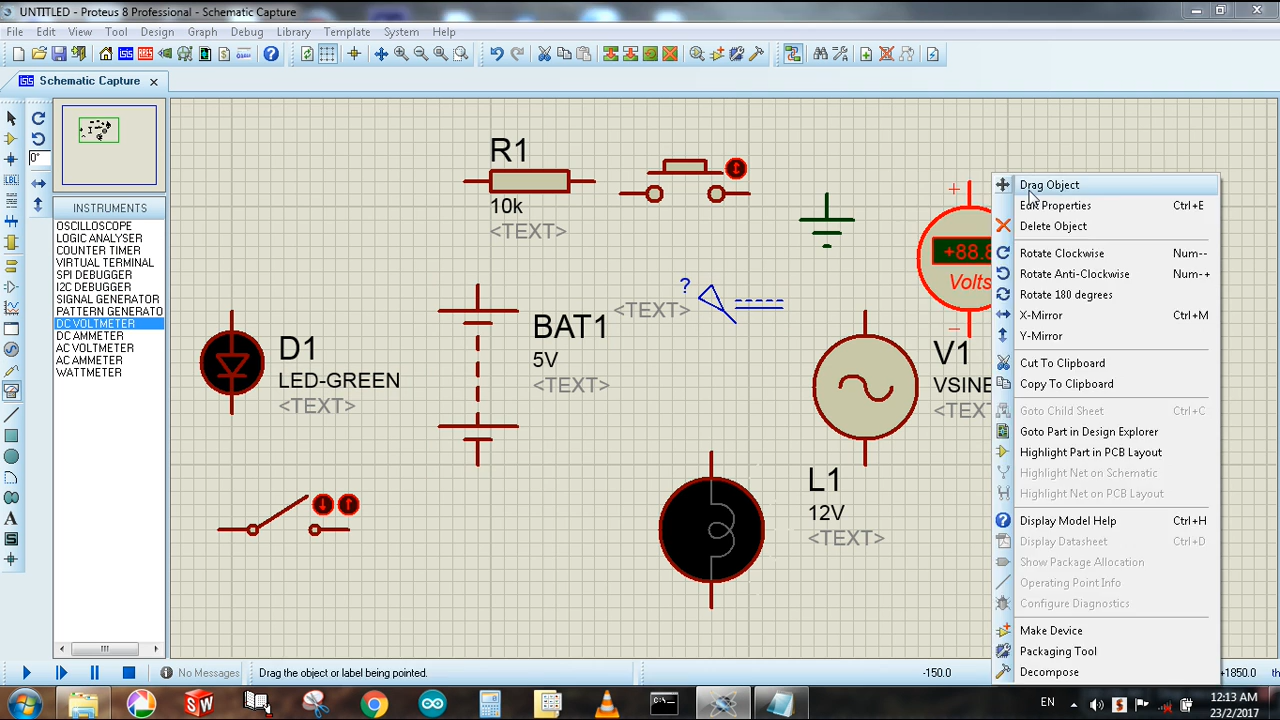 UNTITLED - Proteus 8 Professional - Schematic Capture
File Edit View Tool Design Graph Debug Library Template System Help
Schematic Capture
0°
LBL
INSTRUMENTS
OSCILLOSCOPE
LOGIC ANALYSER
COUNTER TIMER
VIRTUAL TERMINAL
SPI DEBUGGER
I2C DEBUGGER
SIGNAL GENERATOR
PATTERN GENERATO
DC VOLTMETER
DC AMMETER
AC VOLTMETER
AC AMMETER
WATTMETER
R1
10k
<TEXT>
D1
LED-GREEN
<TEXT>
BAT1
5V
<TEXT>
<TEXT>
?
+
+88.8
Volts
−
V1
VSINE
<TEXT>
L1
12V
<TEXT>
Drag Object
Edit Properties Ctrl+E
Delete Object
Rotate Clockwise Num--
Rotate Anti-Clockwise Num-+
Rotate 180 degrees
X-Mirror Ctrl+M
Y-Mirror
Cut To Clipboard
Copy To Clipboard
Goto Child Sheet Ctrl+C
Goto Part in Design Explorer
Highlight Part in PCB Layout
Highlight Net on Schematic
Highlight Net on PCB Layout
Display Model Help Ctrl+H
Display Datasheet Ctrl+D
Show Package Allocation
Operating Point Info
Configure Diagnostics
Make Device
Packaging Tool
Decompose
No Messages
Drag the object or label being pointed.
-150.0
+1850.0
th
EN
12:13 AM
23/2/2017